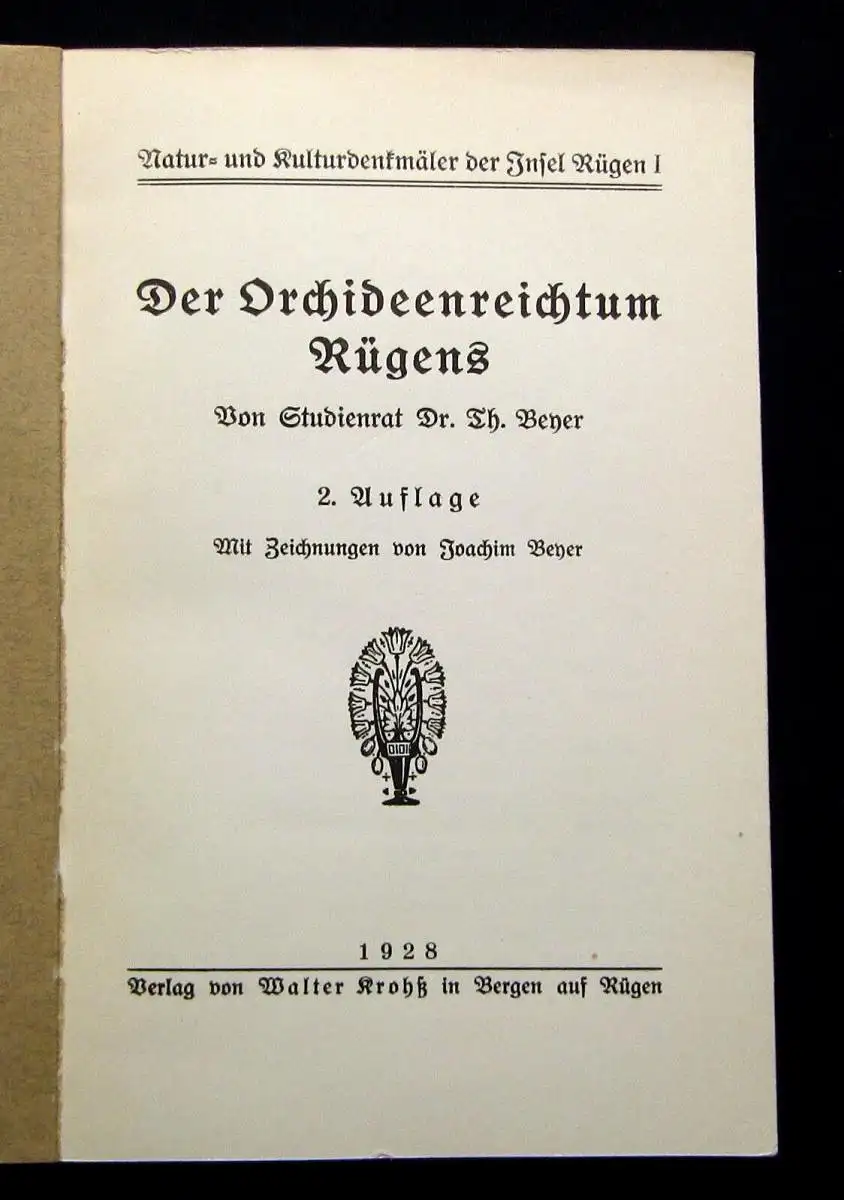 Natur- und Kulturdenkmäler der Insel Rügen I
Der Orchideenreichtum
Rügens
Von Studienrat Dr. Th. Beyer
2. Auflage
Mit Zeichnungen von Joachim Beyer
1928
Verlag von Walter Krohß in Bergen auf Rügen